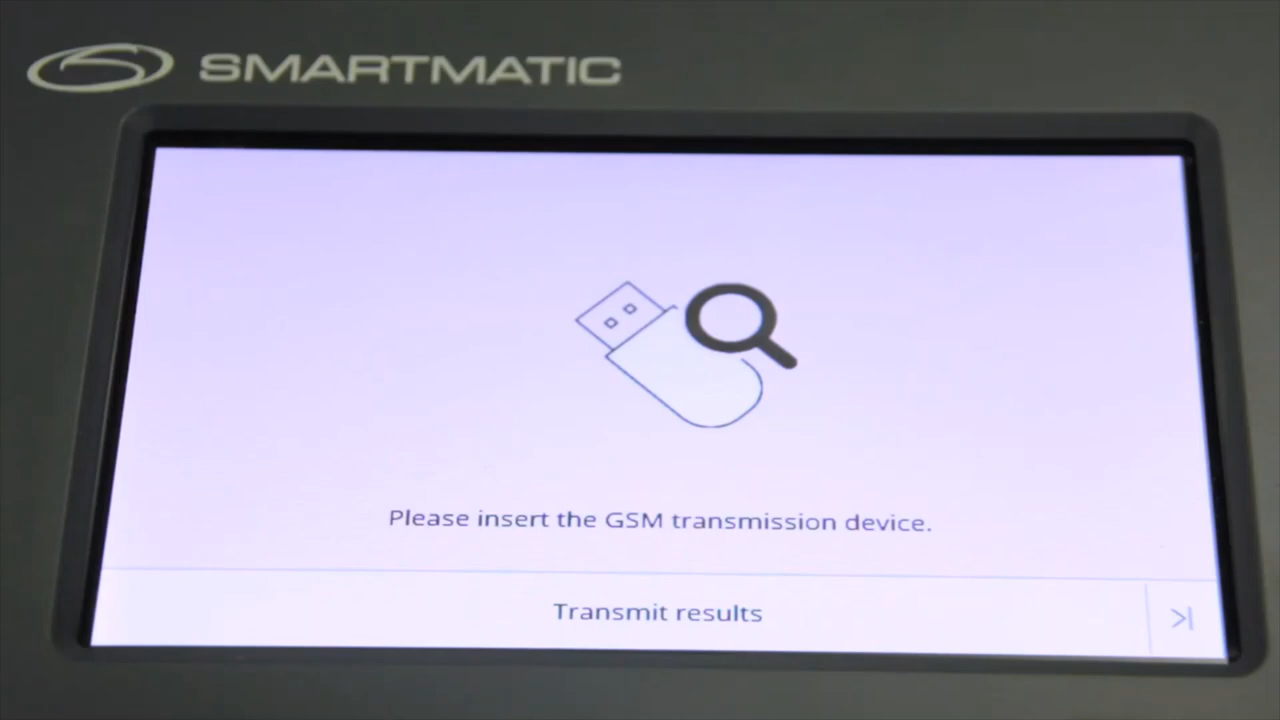 SMARTMATIC
Please insert the GSM transmission device.
Transmit results